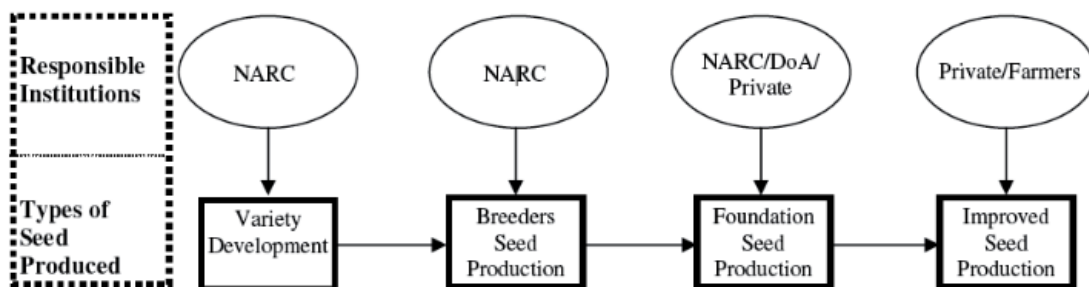 Responsible
Institutions
NARC
NARC
NARC/DoA/
Private
Private/Farmers
Types of
Seed
Produced
Variety
Development
Breeders
Seed
Production
Foundation
Seed
Production
Improved
Seed
Production